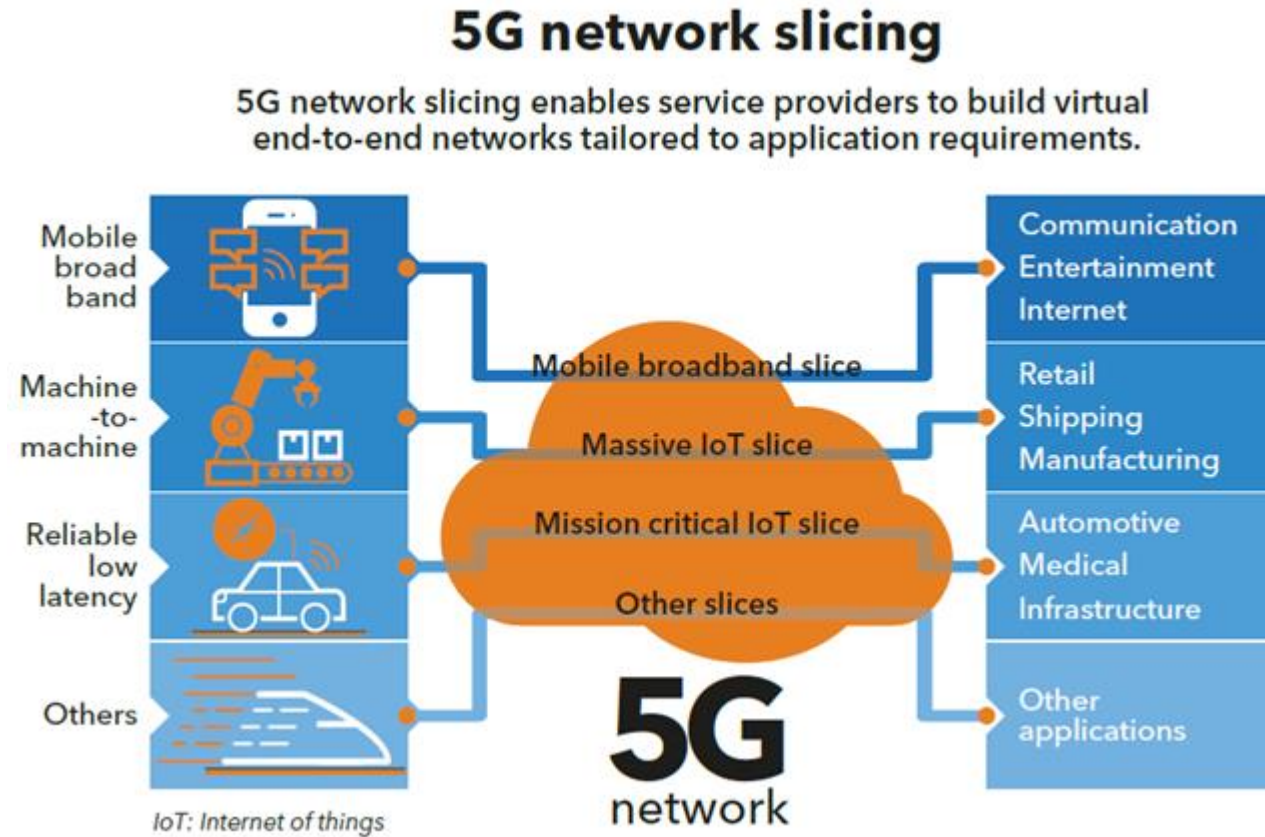 5G network slicing
5G network slicing enables service providers to build virtual
end-to-end networks tailored to application requirements.
Mobile
broad
band
Machine
-to-
machine
Reliable
low
latency
Others
Mobile broadband slice
Massive IoT slice
Mission critical IoT slice
Other slices
5G
network
Communication
Entertainment
Internet
Retail
Shipping
Manufacturing
Automotive
Medical
Infrastructure
Other
applications
IoT: Internet of things